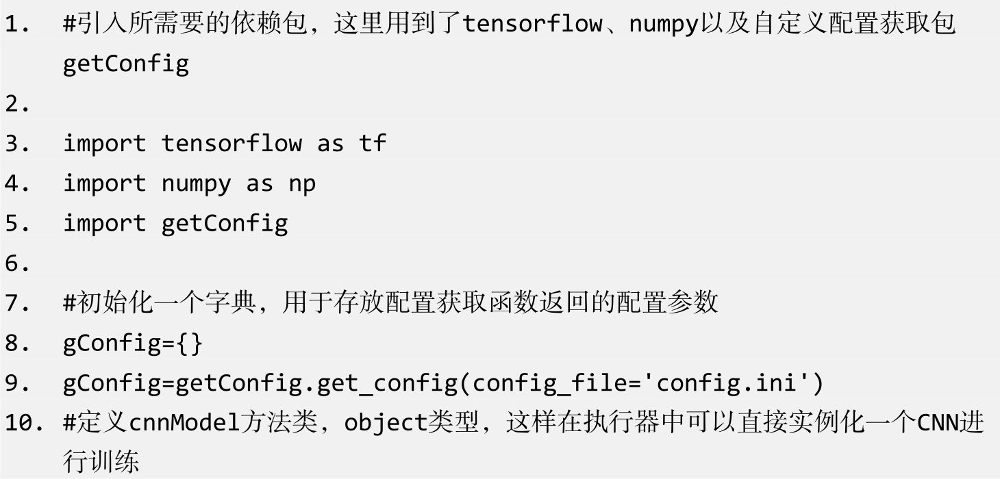 1. #引入所需要的依赖包，这里用到了tensorflow、numpy以及自定义配置获取包
getConfig
2.
3. import tensorflow as tf
4. import numpy as np
5. import getConfig
6.
7. #初始化一个字典，用于存放配置获取函数返回的配置参数
8. gConfig={}
9. gConfig=getConfig.get_config(config_file='config.ini')
10. #定义cnnModel方法类，object类型，这样在执行器中可以直接实例化一个CNN进
行训练